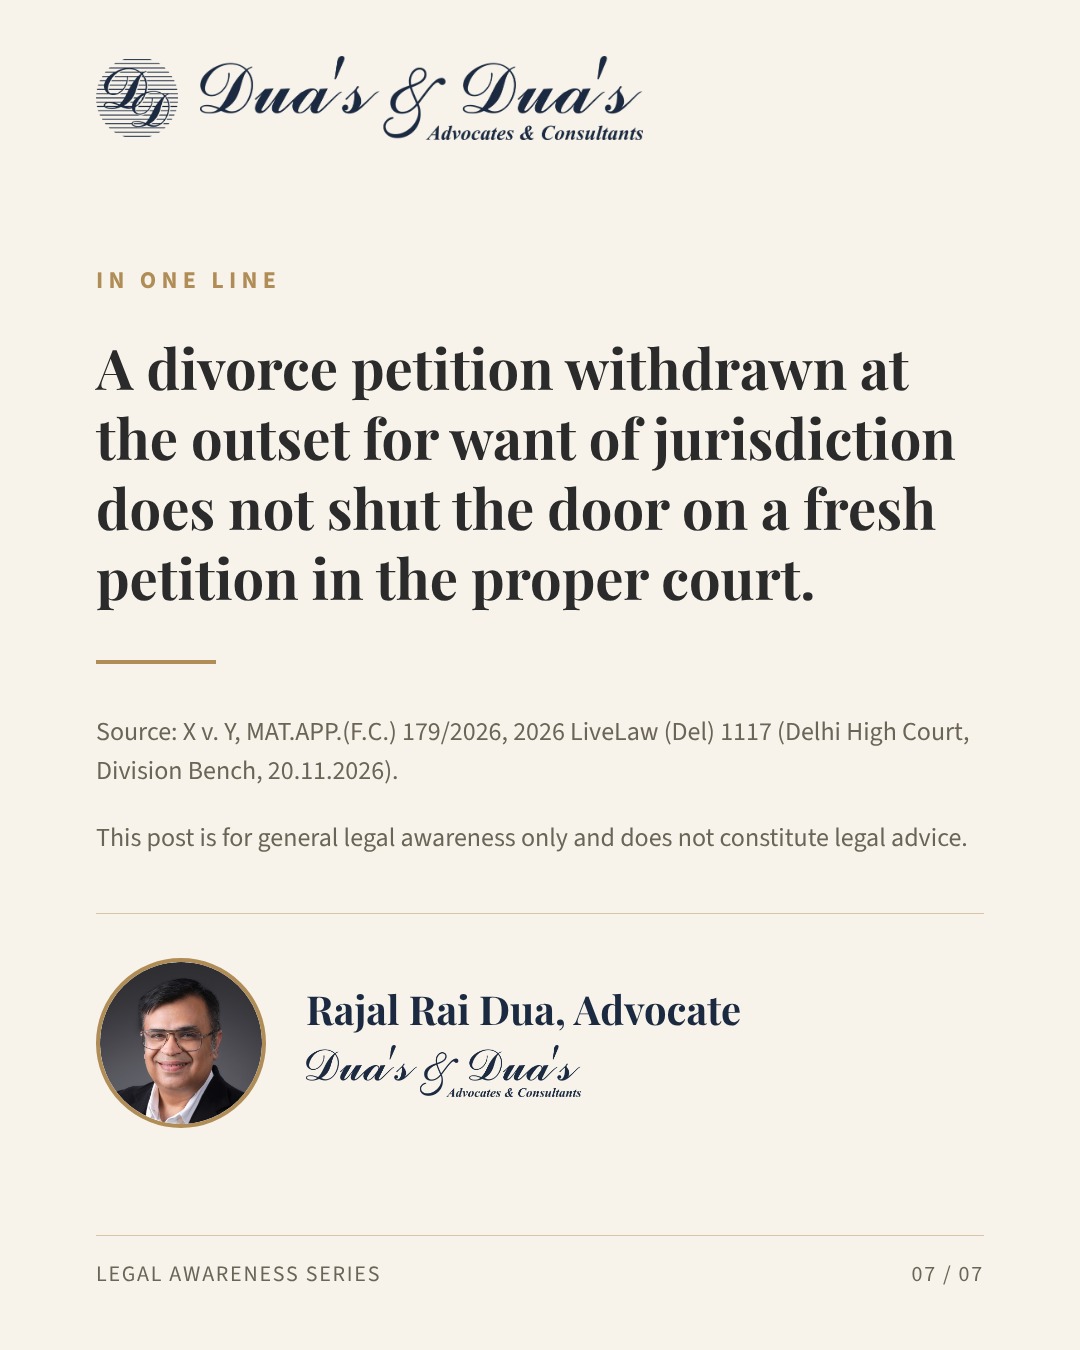 DD Dua's & Dua's
Advocates & Consultants
IN ONE LINE
A divorce petition withdrawn at
the outset for want of jurisdiction
does not shut the door on a fresh
petition in the proper court.
Source: X v. Y, MAT.APP.(F.C.) 179/2026, 2026 LiveLaw (Del) 1117 (Delhi High Court,
Division Bench, 20.11.2026).
This post is for general legal awareness only and does not constitute legal advice.
Rajal Rai Dua, Advocate
Dua's & Dua's
Advocates & Consultants
LEGAL AWARENESS SERIES
07 / 07